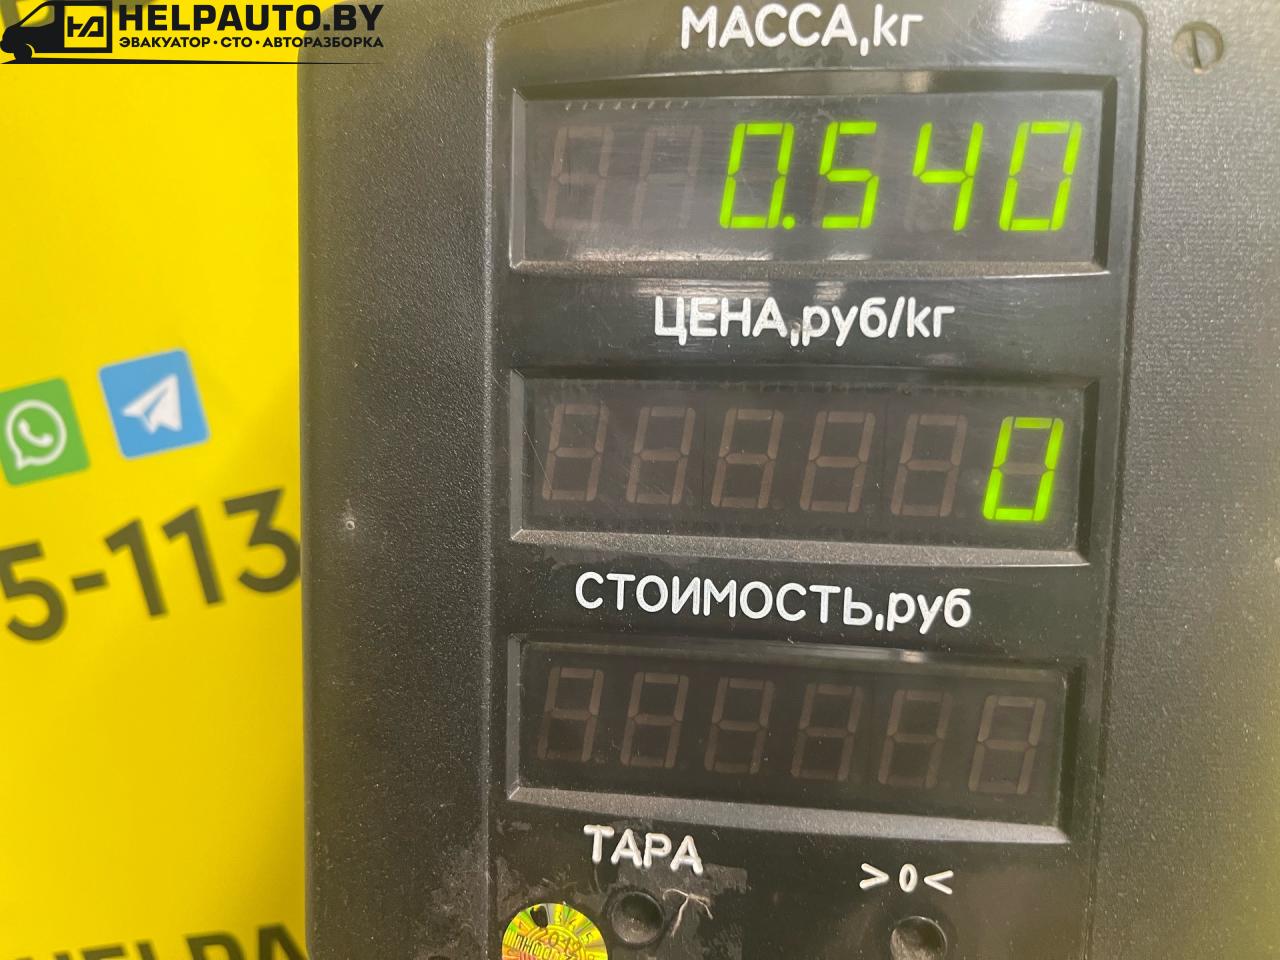 HELPAUTO.BY
ЭВАКУАТОР • СТО • АВТОРАЗБОРКА
МАССА,кг
0.540
ЦЕНА,руб/кг
0
5-113
СТОИМОСТЬ,руб
ТАРА
>0<
HELPA